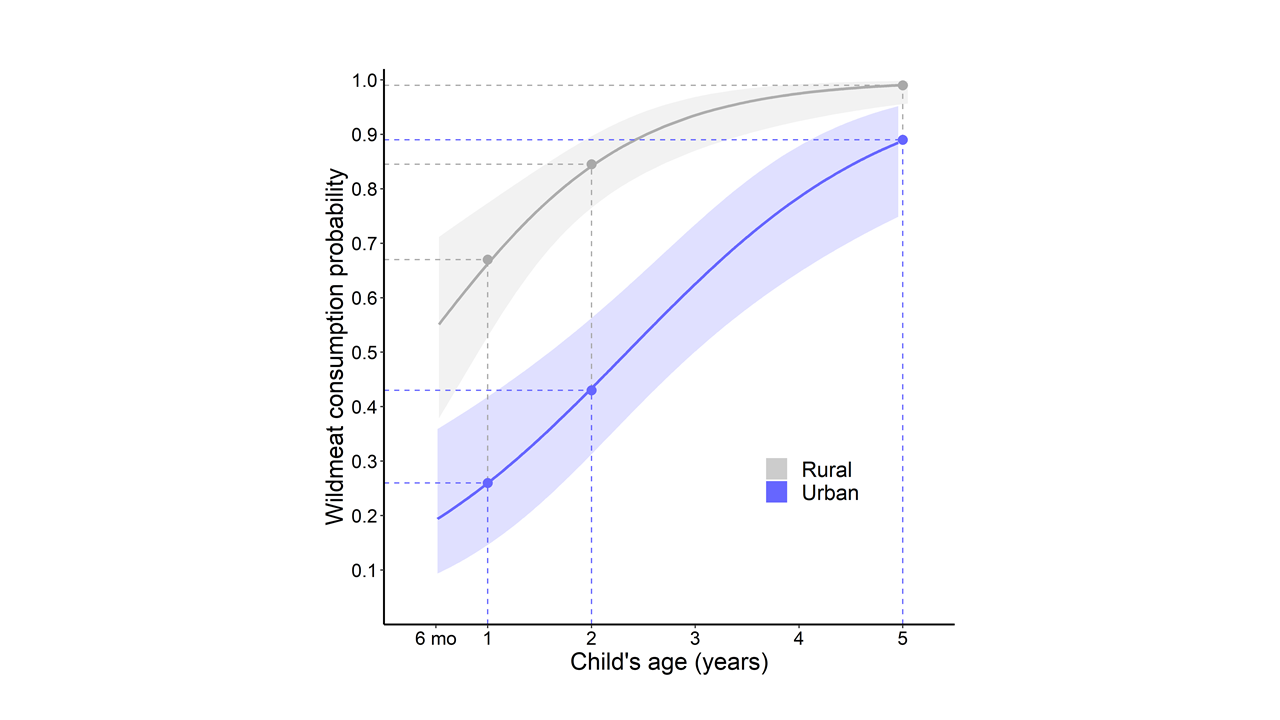 Wildmeat consumption probability
1.0
0.9
0.8
0.7
0.6
0.5
0.4
0.3
0.2
0.1
Rural
Urban
6 mo 1 2 3 4 5
Child's age (years)